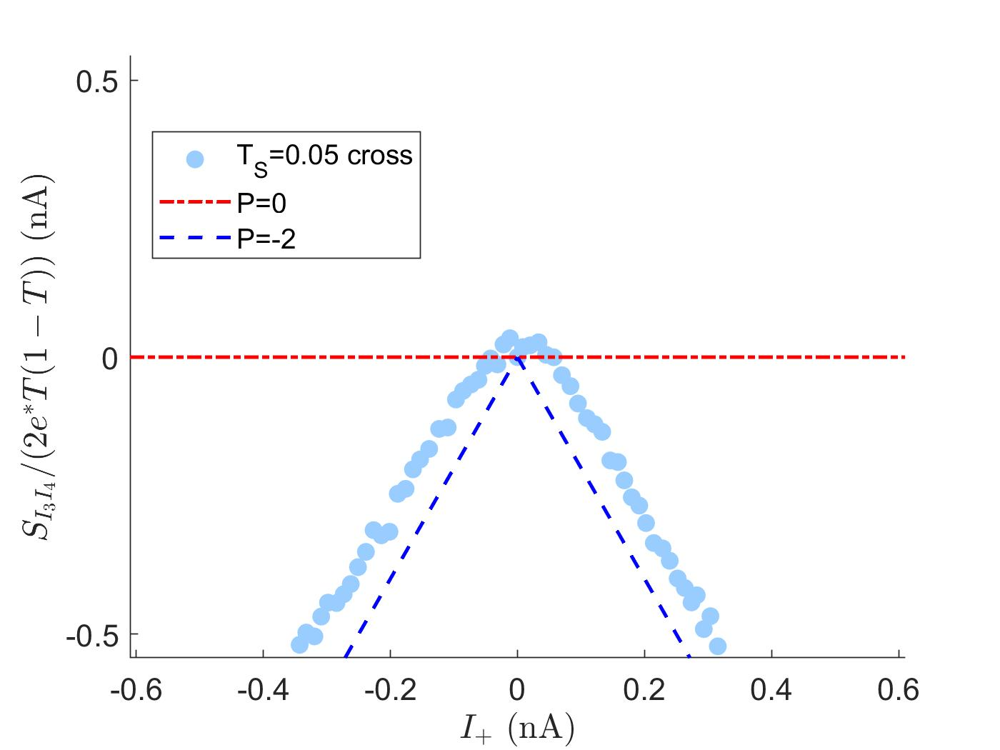 0.5
0
-0.5
S_{I_3I_4}/(2e*T(1 − T)) (nA)
T_S=0.05 cross
P=0
P=-2
-0.6 -0.4 -0.2 0 0.2 0.4 0.6
I_+ (nA)